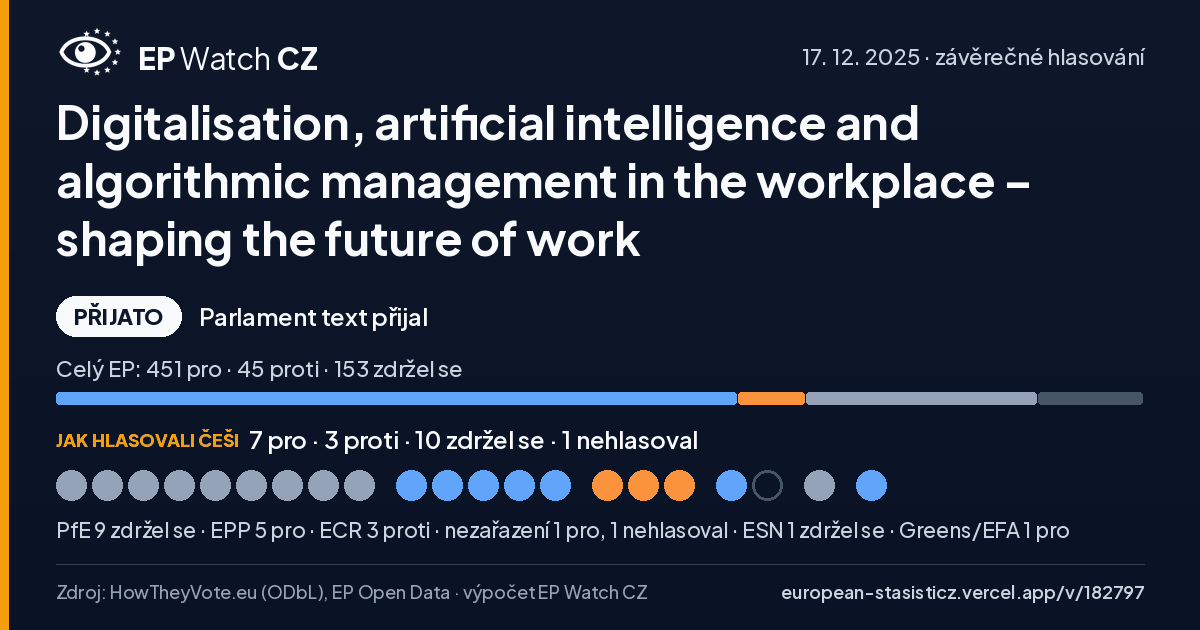 EP Watch CZ
17. 12. 2025 · závěrečné hlasování
Digitalisation, artificial intelligence and
algorithmic management in the workplace –
shaping the future of work
PŘIJATO Parlament text přijal
Celý EP: 451 pro · 45 proti · 153 zdržel se
JAK HLASOVALI ČEŠI 7 pro · 3 proti · 10 zdržel se · 1 nehlasoval
PfE 9 zdržel se · EPP 5 pro · ECR 3 proti · nezařazení 1 pro, 1 nehlasoval · ESN 1 zdržel se · Greens/EFA 1 pro
Zdroj: HowTheyVote.eu (ODbL), EP Open Data · výpočet EP Watch CZ
european-stasisticz.vercel.app/v/182797